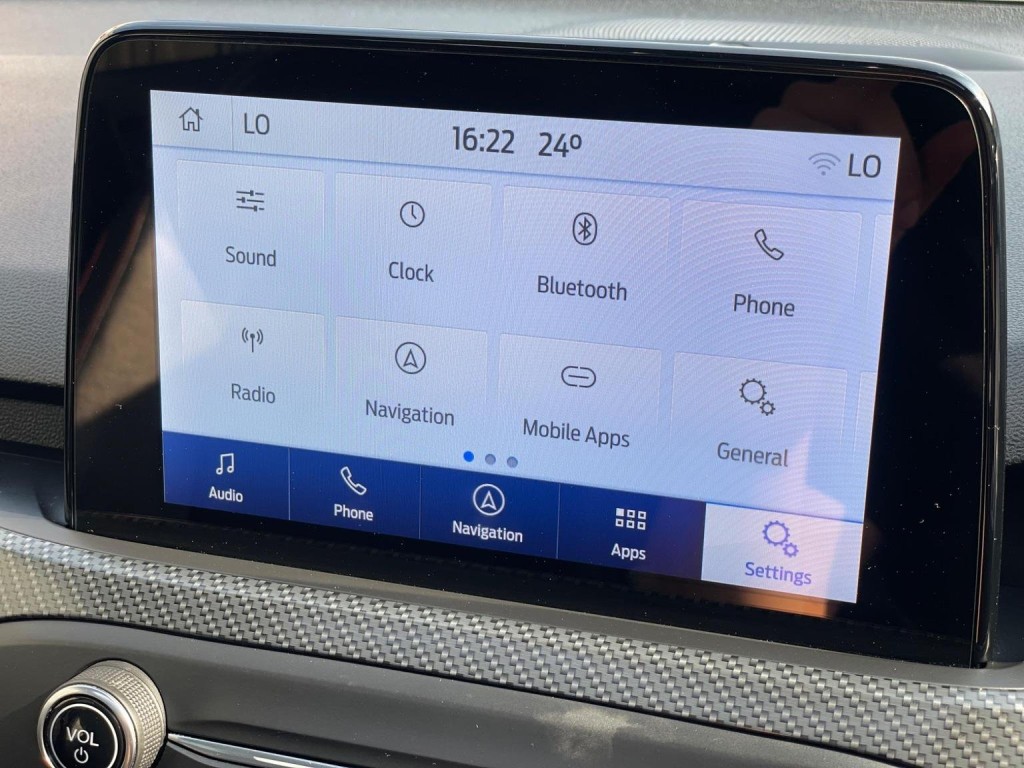 LO 16:22 24° LO
Sound Clock Bluetooth Phone
Radio Navigation Mobile Apps General
Audio Phone Navigation Apps Settings
VOL